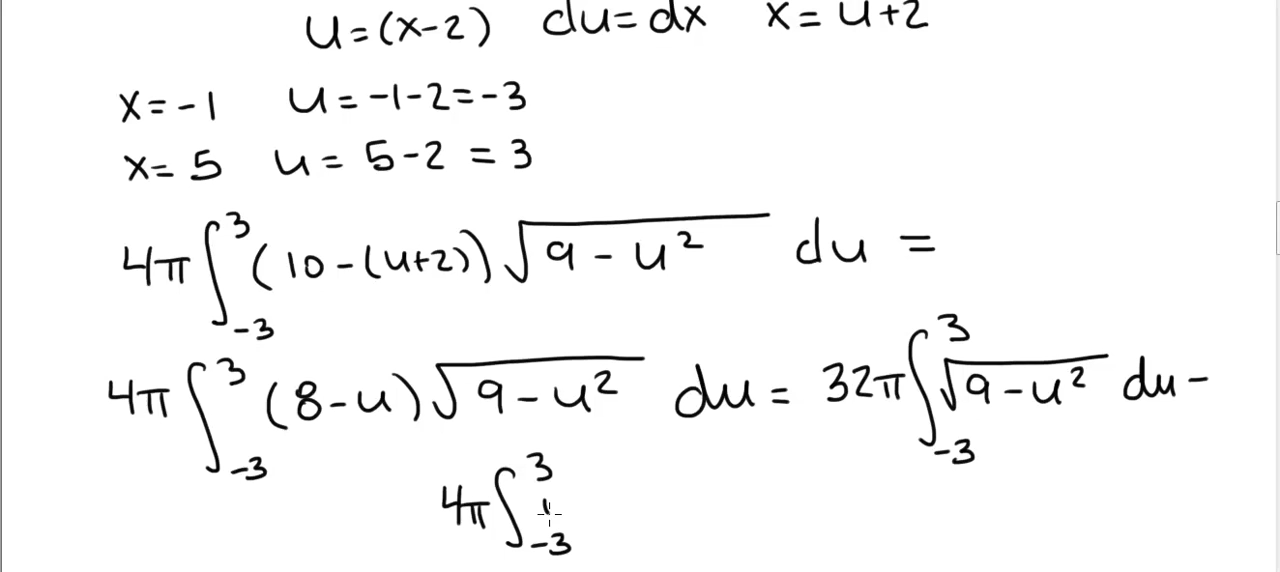 u=(x-2) du=dx x=u+2
x=-1 u=-1-2=-3
x=5 u=5-2=3
4π∫_{-3}^{3}(10-(u+2))√(9-u²) du=
4π∫_{-3}^{3}(8-u)√(9-u²) du=32π∫_{-3}^{3}√(9-u²) du-
4π∫_{-3}^{3}